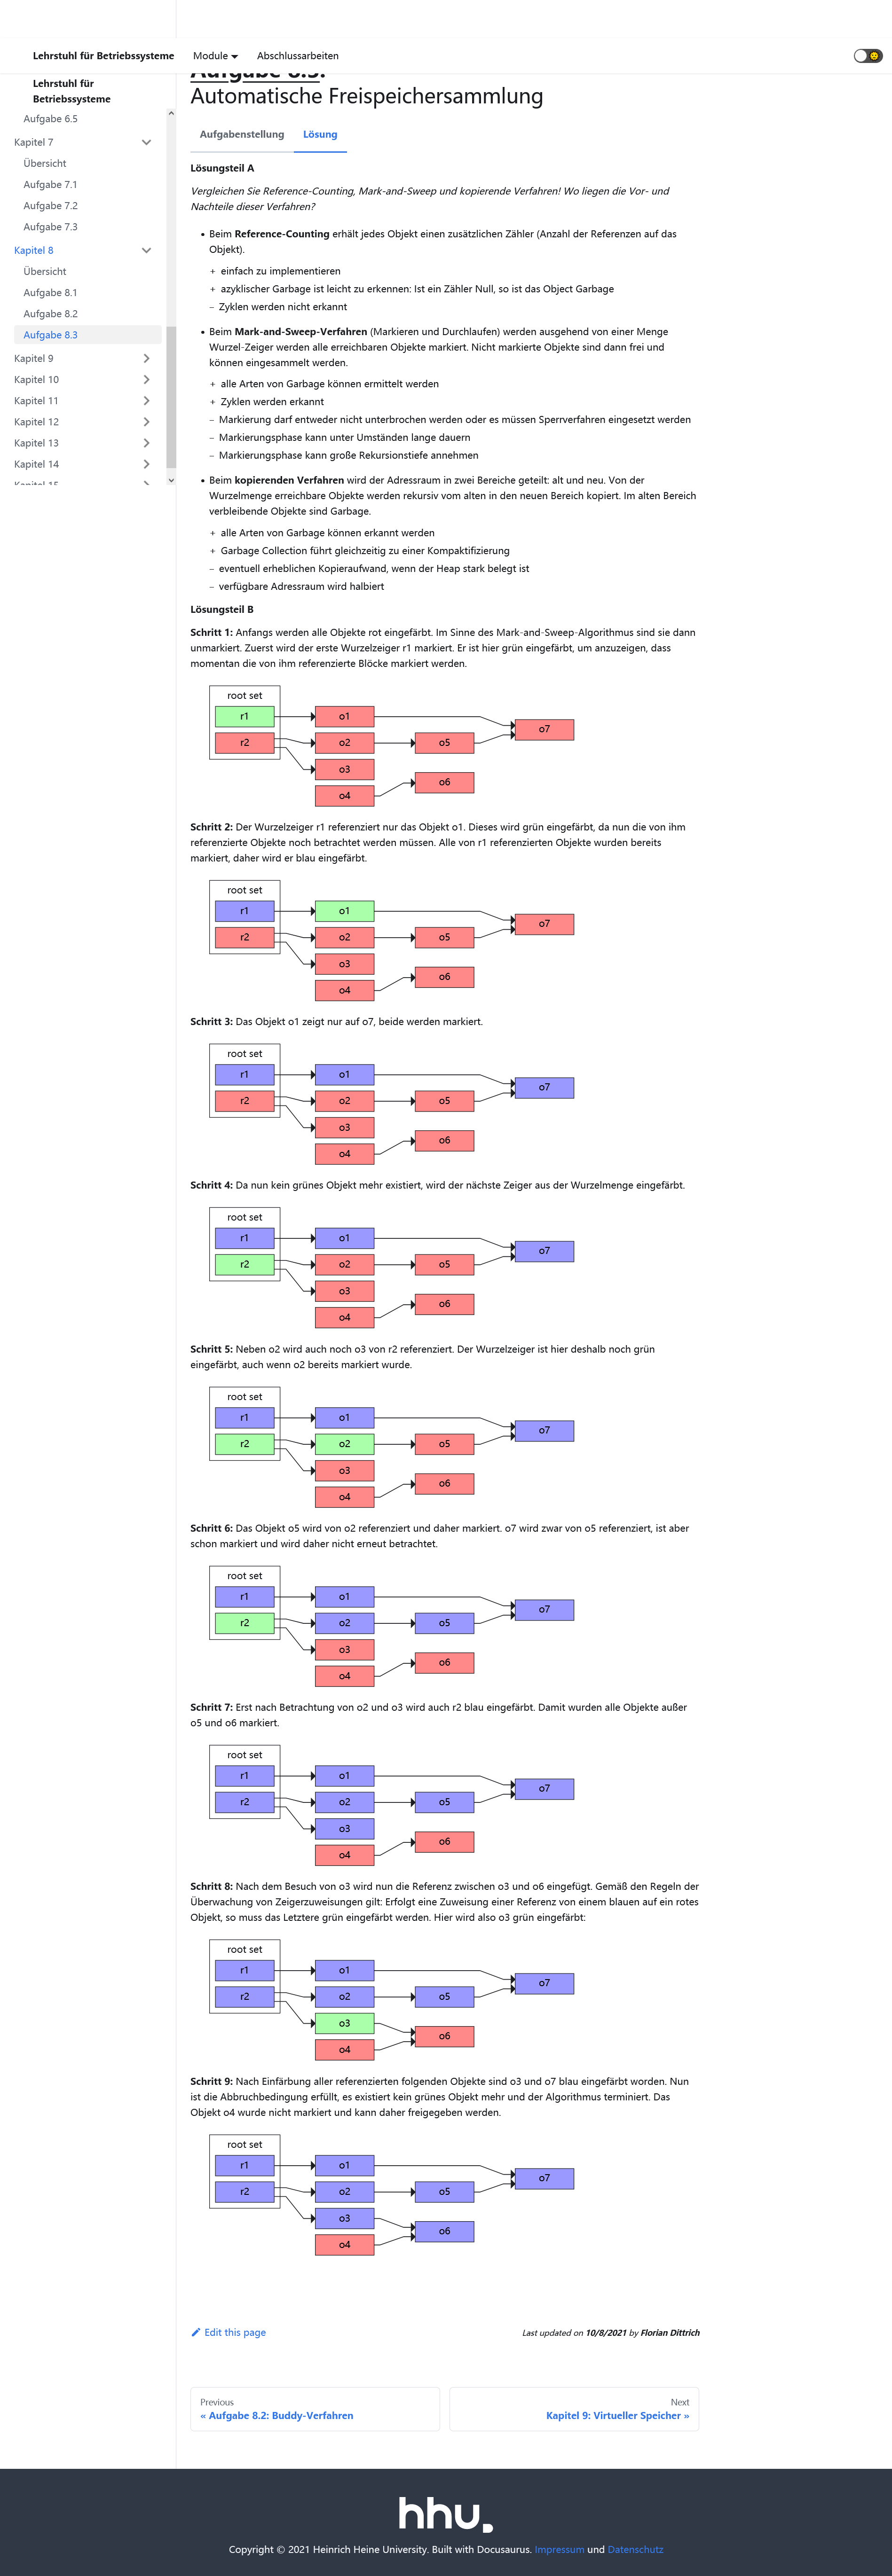 Lehrstuhl für Betriebssysteme Module Abschlussarbeiten
Lehrstuhl für
Betriebssysteme
Aufgabe 6.5
Kapitel 7
Übersicht
Aufgabe 7.1
Aufgabe 7.2
Aufgabe 7.3
Kapitel 8
Übersicht
Aufgabe 8.1
Aufgabe 8.2
Aufgabe 8.3
Kapitel 9
Kapitel 10
Kapitel 11
Kapitel 12
Kapitel 13
Kapitel 14
Kapitel 15
Aufgabe 8.3:
Automatische Freispeichersammlung
Aufgabenstellung Lösung
Lösungsteil A
Vergleichen Sie Reference-Counting, Mark-and-Sweep und kopierende Verfahren! Wo liegen die Vor- und
Nachteile dieser Verfahren?
• Beim Reference-Counting erhält jedes Objekt einen zusätzlichen Zähler (Anzahl der Referenzen auf das
Objekt).
+ einfach zu implementieren
+ azyklischer Garbage ist leicht zu erkennen: Ist ein Zähler Null, so ist das Object Garbage
– Zyklen werden nicht erkannt
• Beim Mark-and-Sweep-Verfahren (Markieren und Durchlaufen) werden ausgehend von einer Menge
Wurzel-Zeiger werden alle erreichbaren Objekte markiert. Nicht markierte Objekte sind dann frei und
können eingesammelt werden.
+ alle Arten von Garbage können ermittelt werden
+ Zyklen werden erkannt
– Markierung darf entweder nicht unterbrochen werden oder es müssen Sperrverfahren eingesetzt werden
– Markierungsphase kann unter Umständen lange dauern
– Markierungsphase kann große Rekursionstiefe annehmen
• Beim kopierenden Verfahren wird der Adressraum in zwei Bereiche geteilt: alt und neu. Von der
Wurzelmenge erreichbare Objekte werden rekursiv vom alten in den neuen Bereich kopiert. Im alten Bereich
verbleibende Objekte sind Garbage.
+ alle Arten von Garbage können erkannt werden
+ Garbage Collection führt gleichzeitig zu einer Kompaktifizierung
– eventuell erheblichen Kopieraufwand, wenn der Heap stark belegt ist
– verfügbare Adressraum wird halbiert
Lösungsteil B
Schritt 1: Anfangs werden alle Objekte rot eingefärbt. Im Sinne des Mark-and-Sweep-Algorithmus sind sie dann
unmarkiert. Zuerst wird der erste Wurzelzeiger r1 markiert. Er ist hier grün eingefärbt, um anzuzeigen, dass
momentan die von ihm referenzierte Blöcke markiert werden.
root set
r1 o1
o7
r2 o2 o5
o3
o6
o4
Schritt 2: Der Wurzelzeiger r1 referenziert nur das Objekt o1. Dieses wird grün eingefärbt, da nun die von ihm
referenzierte Objekte noch betrachtet werden müssen. Alle von r1 referenzierten Objekte wurden bereits
markiert, daher wird er blau eingefärbt.
root set
r1 o1
o7
r2 o2 o5
o3
o6
o4
Schritt 3: Das Objekt o1 zeigt nur auf o7, beide werden markiert.
root set
r1 o1
o7
r2 o2 o5
o3
o6
o4
Schritt 4: Da nun kein grünes Objekt mehr existiert, wird der nächste Zeiger aus der Wurzelmenge eingefärbt.
root set
r1 o1
o7
r2 o2 o5
o3
o6
o4
Schritt 5: Neben o2 wird auch noch o3 von r2 referenziert. Der Wurzelzeiger ist hier deshalb noch grün
eingefärbt, auch wenn o2 bereits markiert wurde.
root set
r1 o1
o7
r2 o2 o5
o3
o6
o4
Schritt 6: Das Objekt o5 wird von o2 referenziert und daher markiert. o7 wird zwar von o5 referenziert, ist aber
schon markiert und wird daher nicht erneut betrachtet.
root set
r1 o1
o7
r2 o2 o5
o3
o6
o4
Schritt 7: Erst nach Betrachtung von o2 und o3 wird auch r2 blau eingefärbt. Damit wurden alle Objekte außer
o5 und o6 markiert.
root set
r1 o1
o7
r2 o2 o5
o3
o6
o4
Schritt 8: Nach dem Besuch von o3 wird nun die Referenz zwischen o3 und o6 eingefügt. Gemäß den Regeln der
Überwachung von Zeigerzuweisungen gilt: Erfolgt eine Zuweisung einer Referenz von einem blauen auf ein rotes
Objekt, so muss das Letztere grün eingefärbt werden. Hier wird also o3 grün eingefärbt:
root set
r1 o1
o7
r2 o2 o5
o3
o6
o4
Schritt 9: Nach Einfärbung aller referenzierten folgenden Objekte sind o3 und o7 blau eingefärbt worden. Nun
ist die Abbruchbedingung erfüllt, es existiert kein grünes Objekt mehr und der Algorithmus terminiert. Das
Objekt o4 wurde nicht markiert und kann daher freigegeben werden.
root set
r1 o1
o7
r2 o2 o5
o3
o6
o4
Edit this page Last updated on 10/8/2021 by Florian Dittrich
Previous
« Aufgabe 8.2: Buddy-Verfahren
Next
Kapitel 9: Virtueller Speicher »
hhu.
Copyright © 2021 Heinrich Heine University. Built with Docusaurus. Impressum und Datenschutz